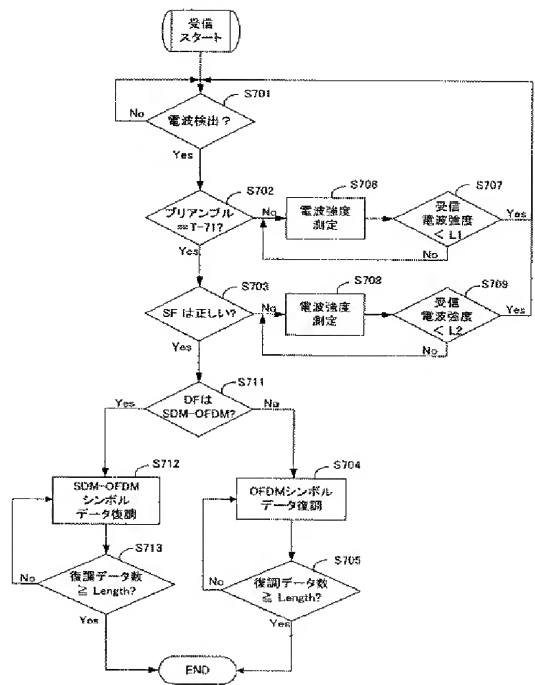 受信
スタート
S701
No
電波検出？
Yes
S702
プリアンブル
==T-71?
No
Yes
S706
電波強度
測定
S707
受信
電波強度
< L1
Yes
No
S703
SF は正しい?
No
Yes
S708
電波強度
測定
S709
受信
電波強度
< L2
Yes
No
S711
DFは
SDM-OFDM?
Yes
No
S712
SDM-OFDM
シンボル
データ復調
S704
OFDMシンボル
データ復調
S713
復調データ数
≧ Length?
No
Yes
S705
復調データ数
≧ Length?
No
Yes
END